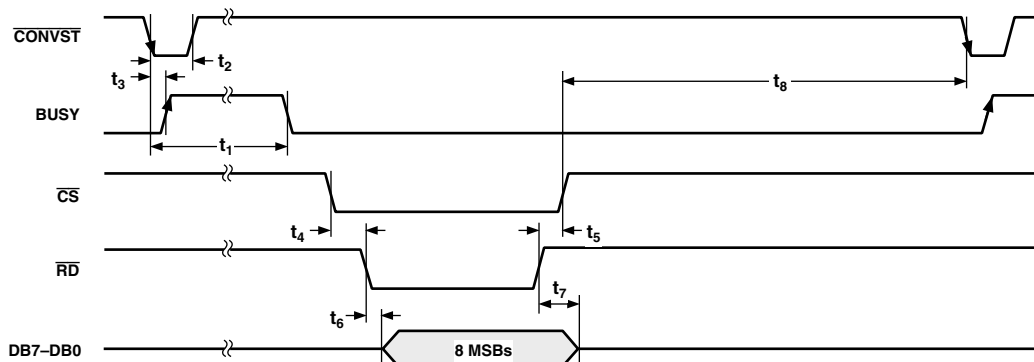 CONVST
t2
t3
t8
BUSY
t1
CS
t4
t5
RD
t7
t6
DB7–DB0
8 MSBs